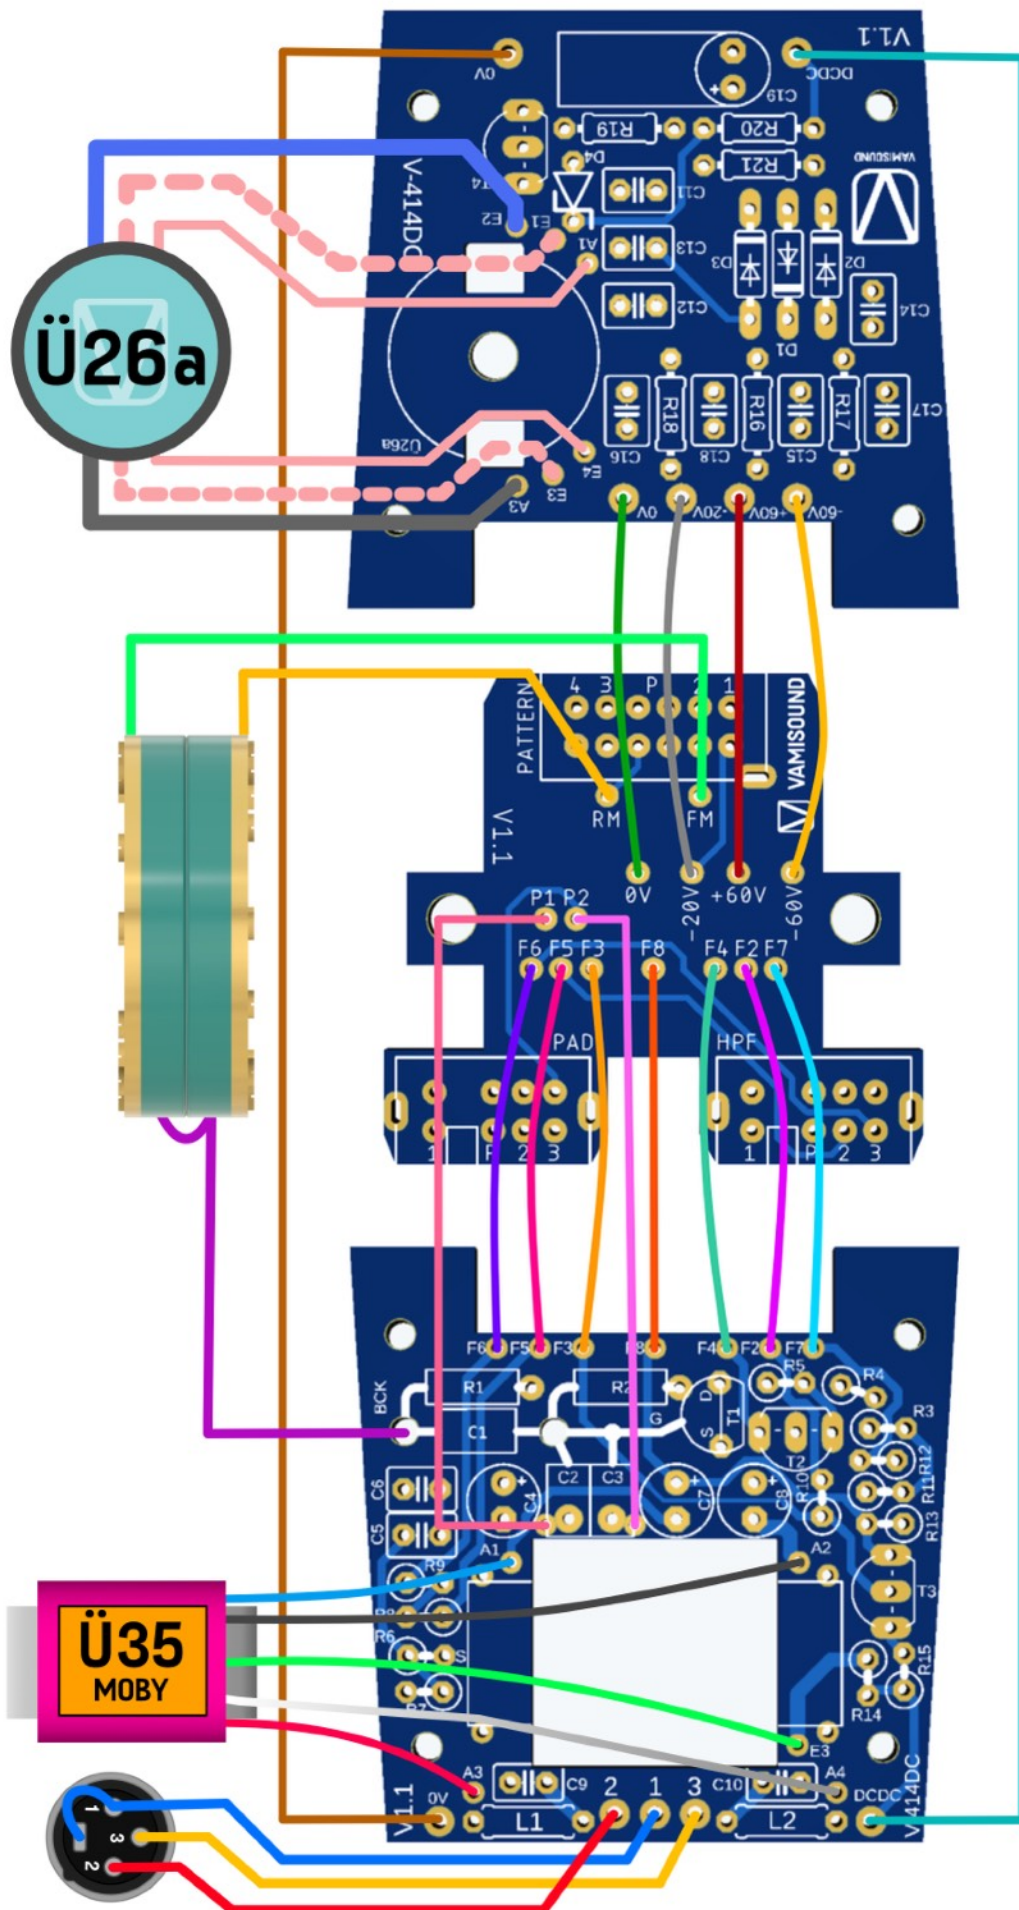 V1.1
0V
DCDC
C19
+
R19
R20
T4
D4
R21
VAMISOUND
V-414DC
C11
E2
E1
A1
C13
D3
D2
C12
C14
D1
Ü26a
R18
R16
R17
C17
Ü26a
C16
C18
C15
E4
E3
A3
0V
-20V
+60V
-60V
PATTERN
4 3 P 2 1
VAMISOUND
RM
FM
V1.1
0V
-20V
+60V
-60V
P1 P2
F6 F5 F3 F8 F4 F2 F7
PAD
HPF
1 P 2 3
1 P 2 3
F6 F5 F3 F8 F4 F2 F7
BCK
R1
R2
D
T1
R5
R4
C1
G
S
R3
T2
R12
C6
C4
+
C2
C3
C7
+
C8
+
R10
R11
C5
R13
A1
A2
R9
T3
R8
Ü35
MOBY
R6
S
R15
R7
R14
E3
A3
C9
2 1 3
C10
A4
V1.1
0V
L1
L2
DCDC
V414DC
1
3
2